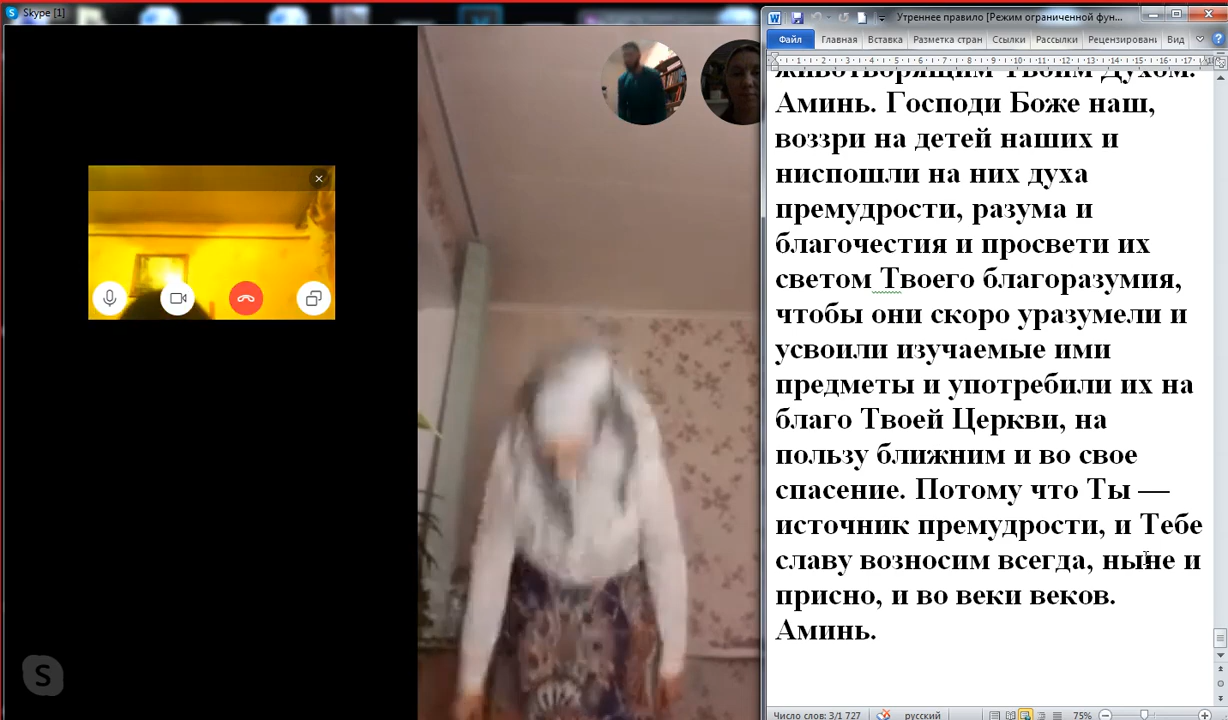 Skype [1]
Утреннее правило [Режим ограниченной фун...
Файл Главная Вставка Разметка стран Ссылки Рассылки Рецензировани Вид
животворящим Твоим Духом.
Аминь. Господи Боже наш,
воззри на детей наших и
ниспошли на них духа
премудрости, разума и
благочестия и просвети их
светом Твоего благоразумия,
чтобы они скоро уразумели и
усвоили изучаемые ими
предметы и употребили их на
благо Твоей Церкви, на
пользу ближним и во свое
спасение. Потому что Ты —
источник премудрости, и Тебе
славу возносим всегда, ныне и
присно, и во веки веков.
Аминь.
Число слов: 3/1 727 русский 75%